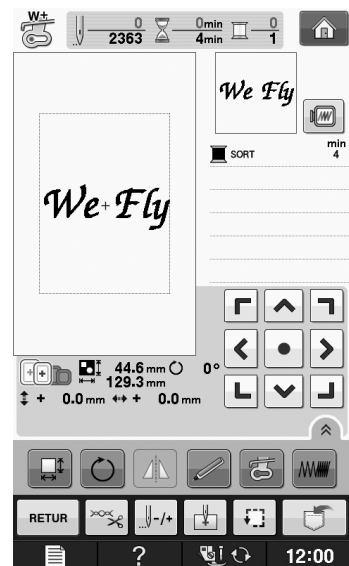 W+
0 0min 0
2363 4min 1
We Fly
min
SORT 4
We Fly
44.6 mm 0°
129.3 mm
+ 0.0 mm + 0.0 mm
RETUR -/+
? 12:00